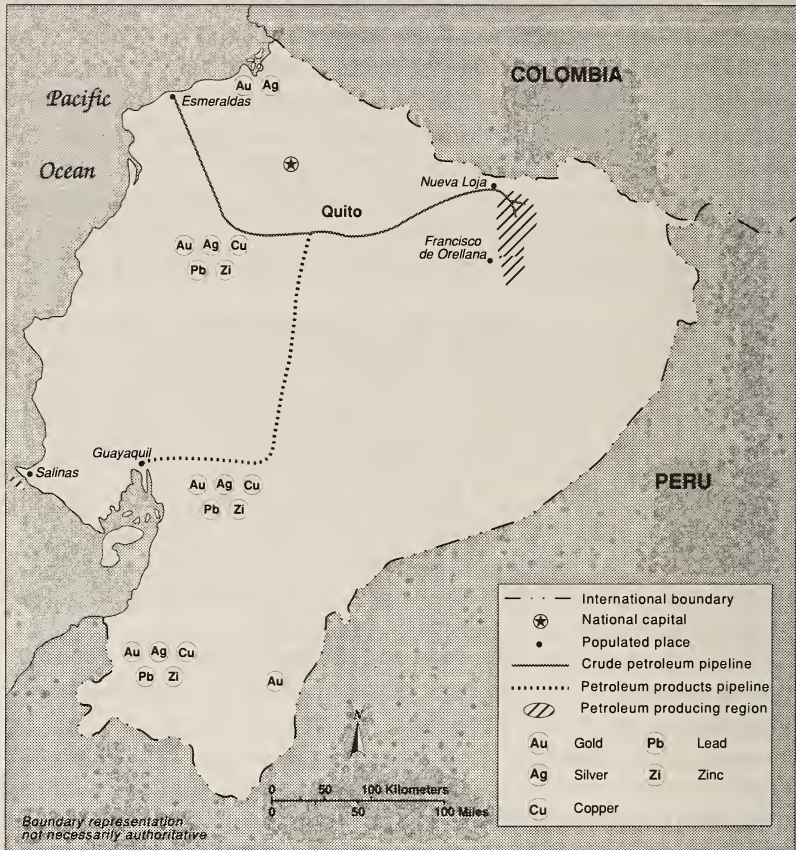 COLOMBIA
Pacific
Ocean
Au Ag
Esmeraldas
Nueva Loja
Quito
Francisco
de Orellana
Au Ag Cu
Pb Zi
Guayaquil
Salinas
Au Ag Cu
Pb Zi
PERU
Au Ag Cu
Pb Zi
Au
N
0 50 100 Kilometers
0 50 100 Miles
Boundary representation
not necessarily authoritative
International boundary
National capital
Populated place
Crude petroleum pipeline
Petroleum products pipeline
Petroleum producing region
Au Gold Pb Lead
Ag Silver Zi Zinc
Cu Copper